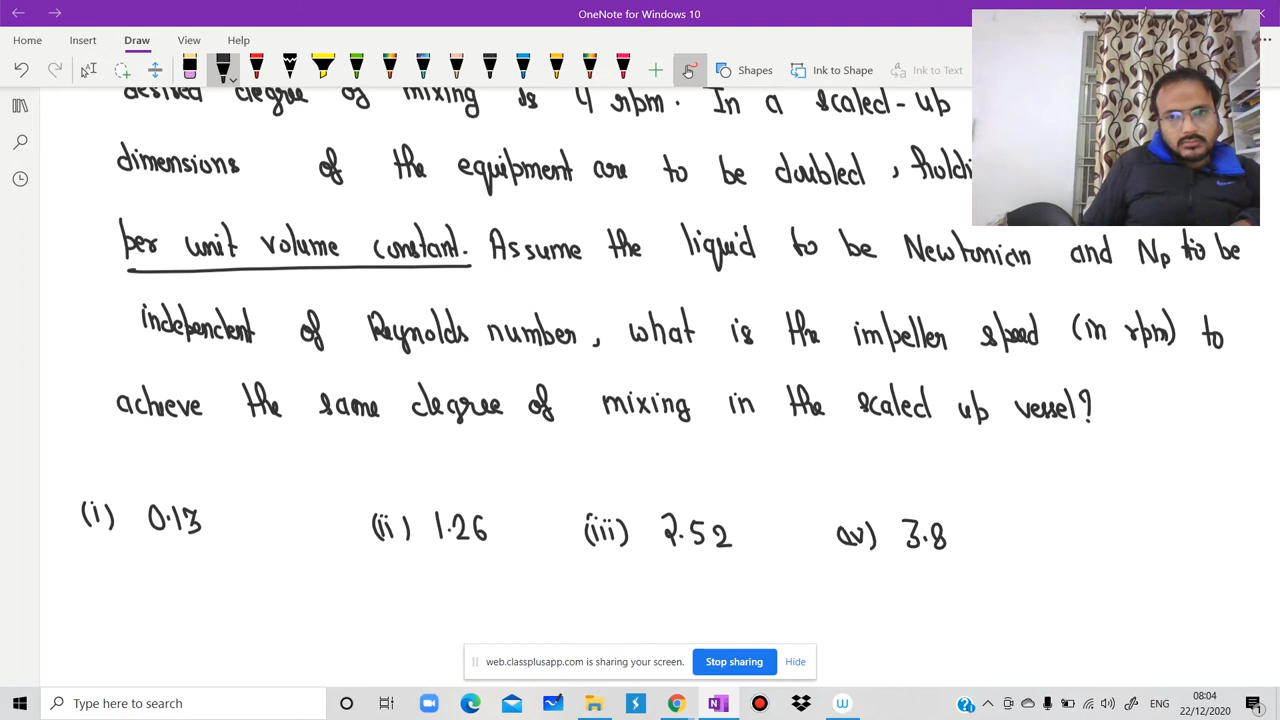 OneNote for Windows 10
Home Insert Draw View Help
Shapes Ink to Shape Ink to Text
desired degree of mixing is 4 rpm. In a scaled-up
dimensions of the equipment are to be doubled, holdi
per unit volume constant. Assume the liquid to be Newtonian and Np to be
independent of Reynolds number, what is the impeller speed (in rpm) to
achieve the same degree of mixing in the scaled up vessel?
(i) 0.13 (ii) 1.26 (iii) 2.52 (iv) 3.8
web.classplusapp.com is sharing your screen. Stop sharing Hide
Type here to search
ENG 08:04
22/12/2020